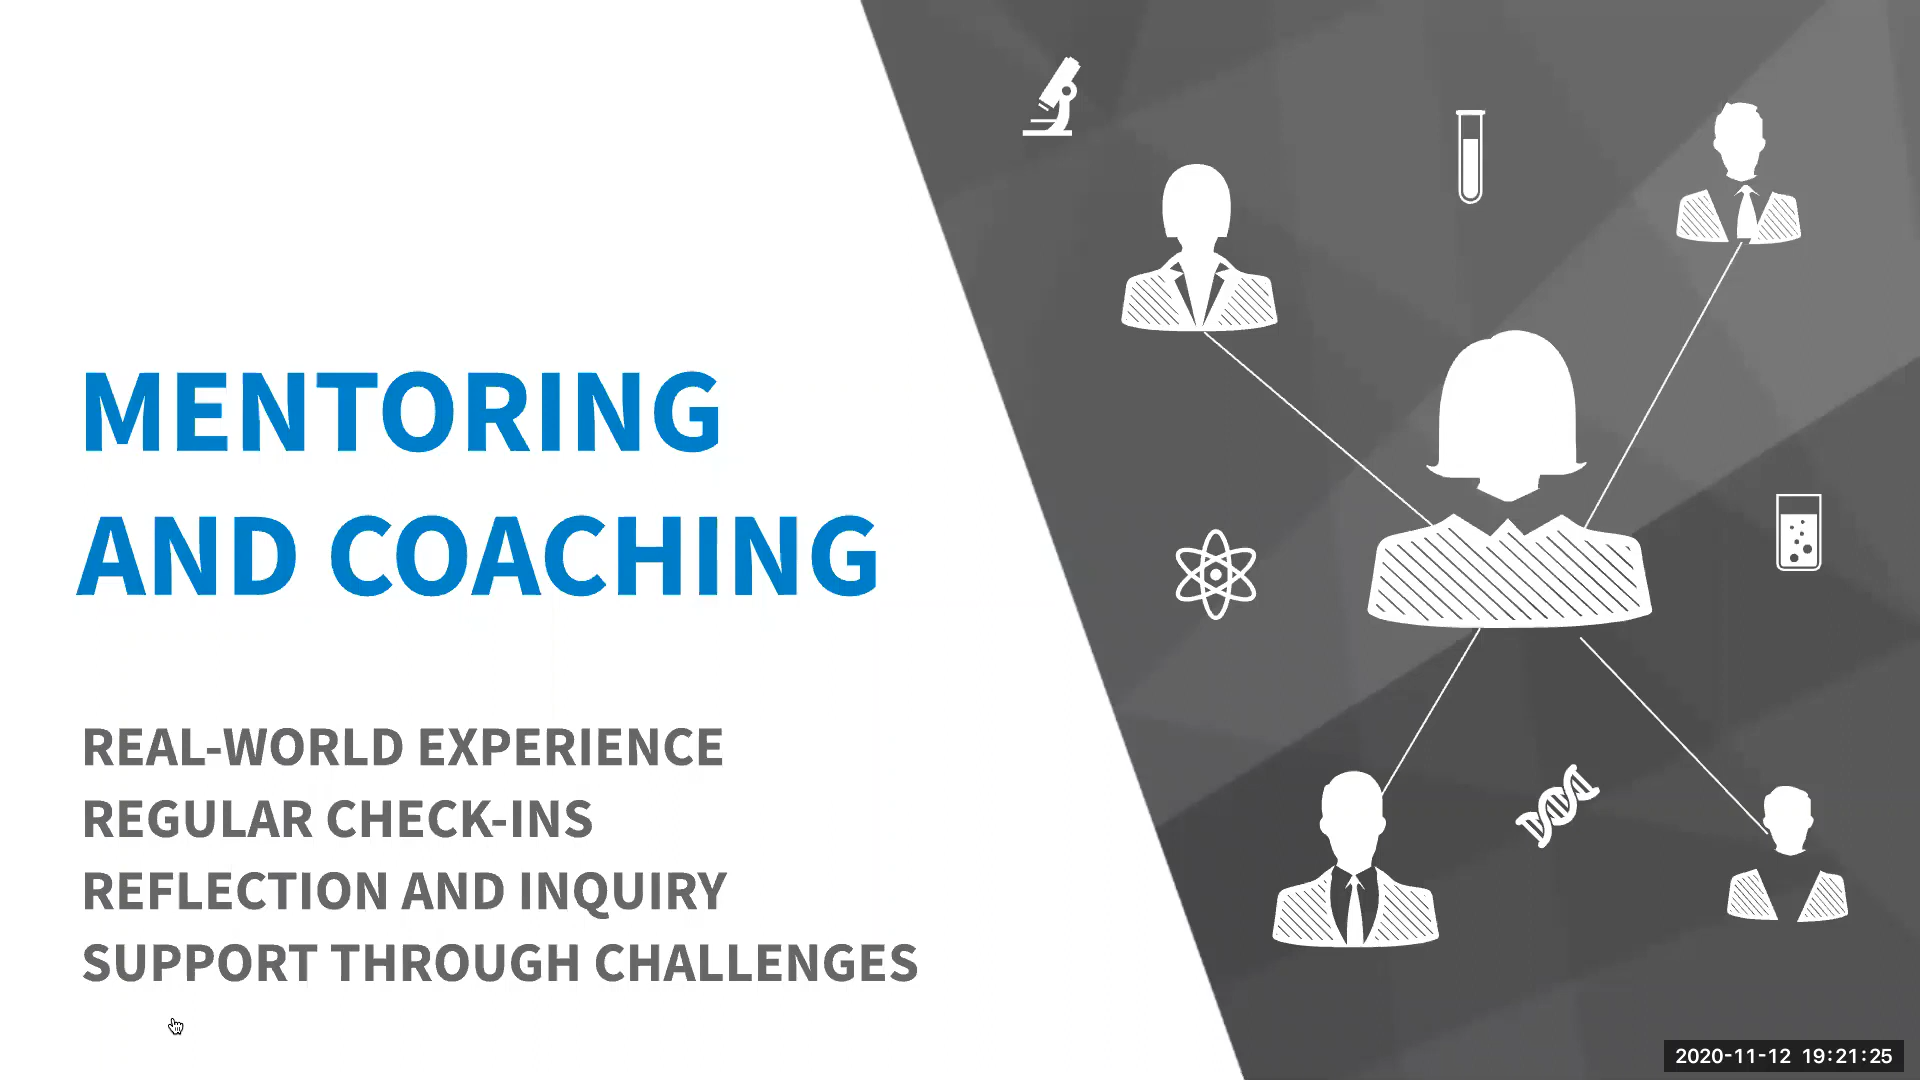 MENTORING
AND COACHING
REAL-WORLD EXPERIENCE
REGULAR CHECK-INS
REFLECTION AND INQUIRY
SUPPORT THROUGH CHALLENGES
2020-11-12 19:21:25